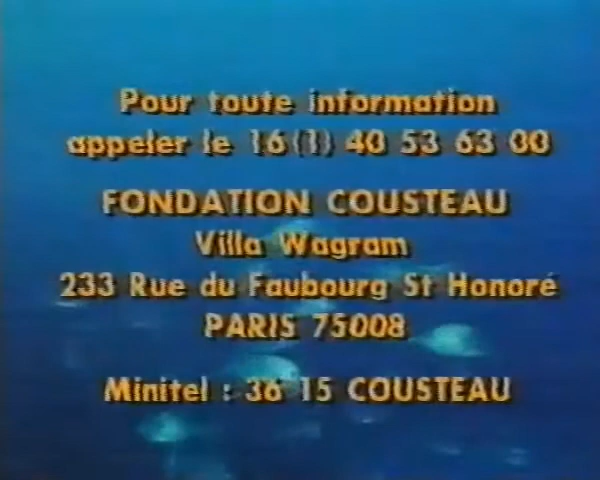 Pour toute information
appeler le 16 (1) 40 53 63 00
FONDATION COUSTEAU
Villa Wagram
233 Rue du Faubourg St Honoré
PARIS 75008
Minitel : 36 15 COUSTEAU